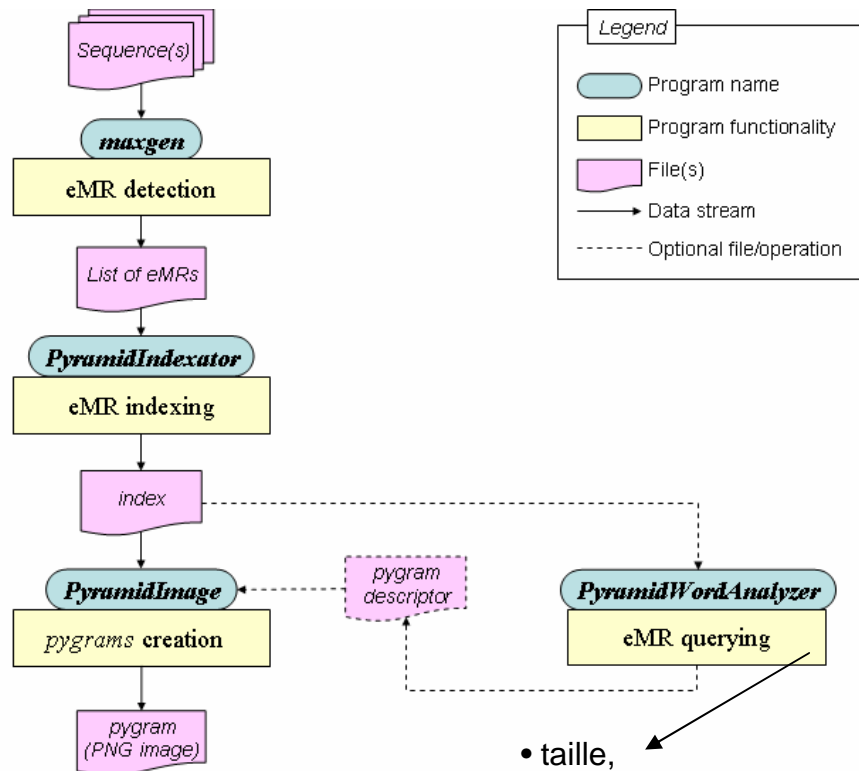 Sequence(s)
maxgen
eMR detection
List of eMRs
PyramidIndexator
eMR indexing
index
PyramidImage
pygrams creation
pygram
(PNG image)
pygram
descriptor
PyramidWordAnalyzer
eMR querying
• taille,
Legend
Program name
Program functionality
File(s)
Data stream
Optional file/operation